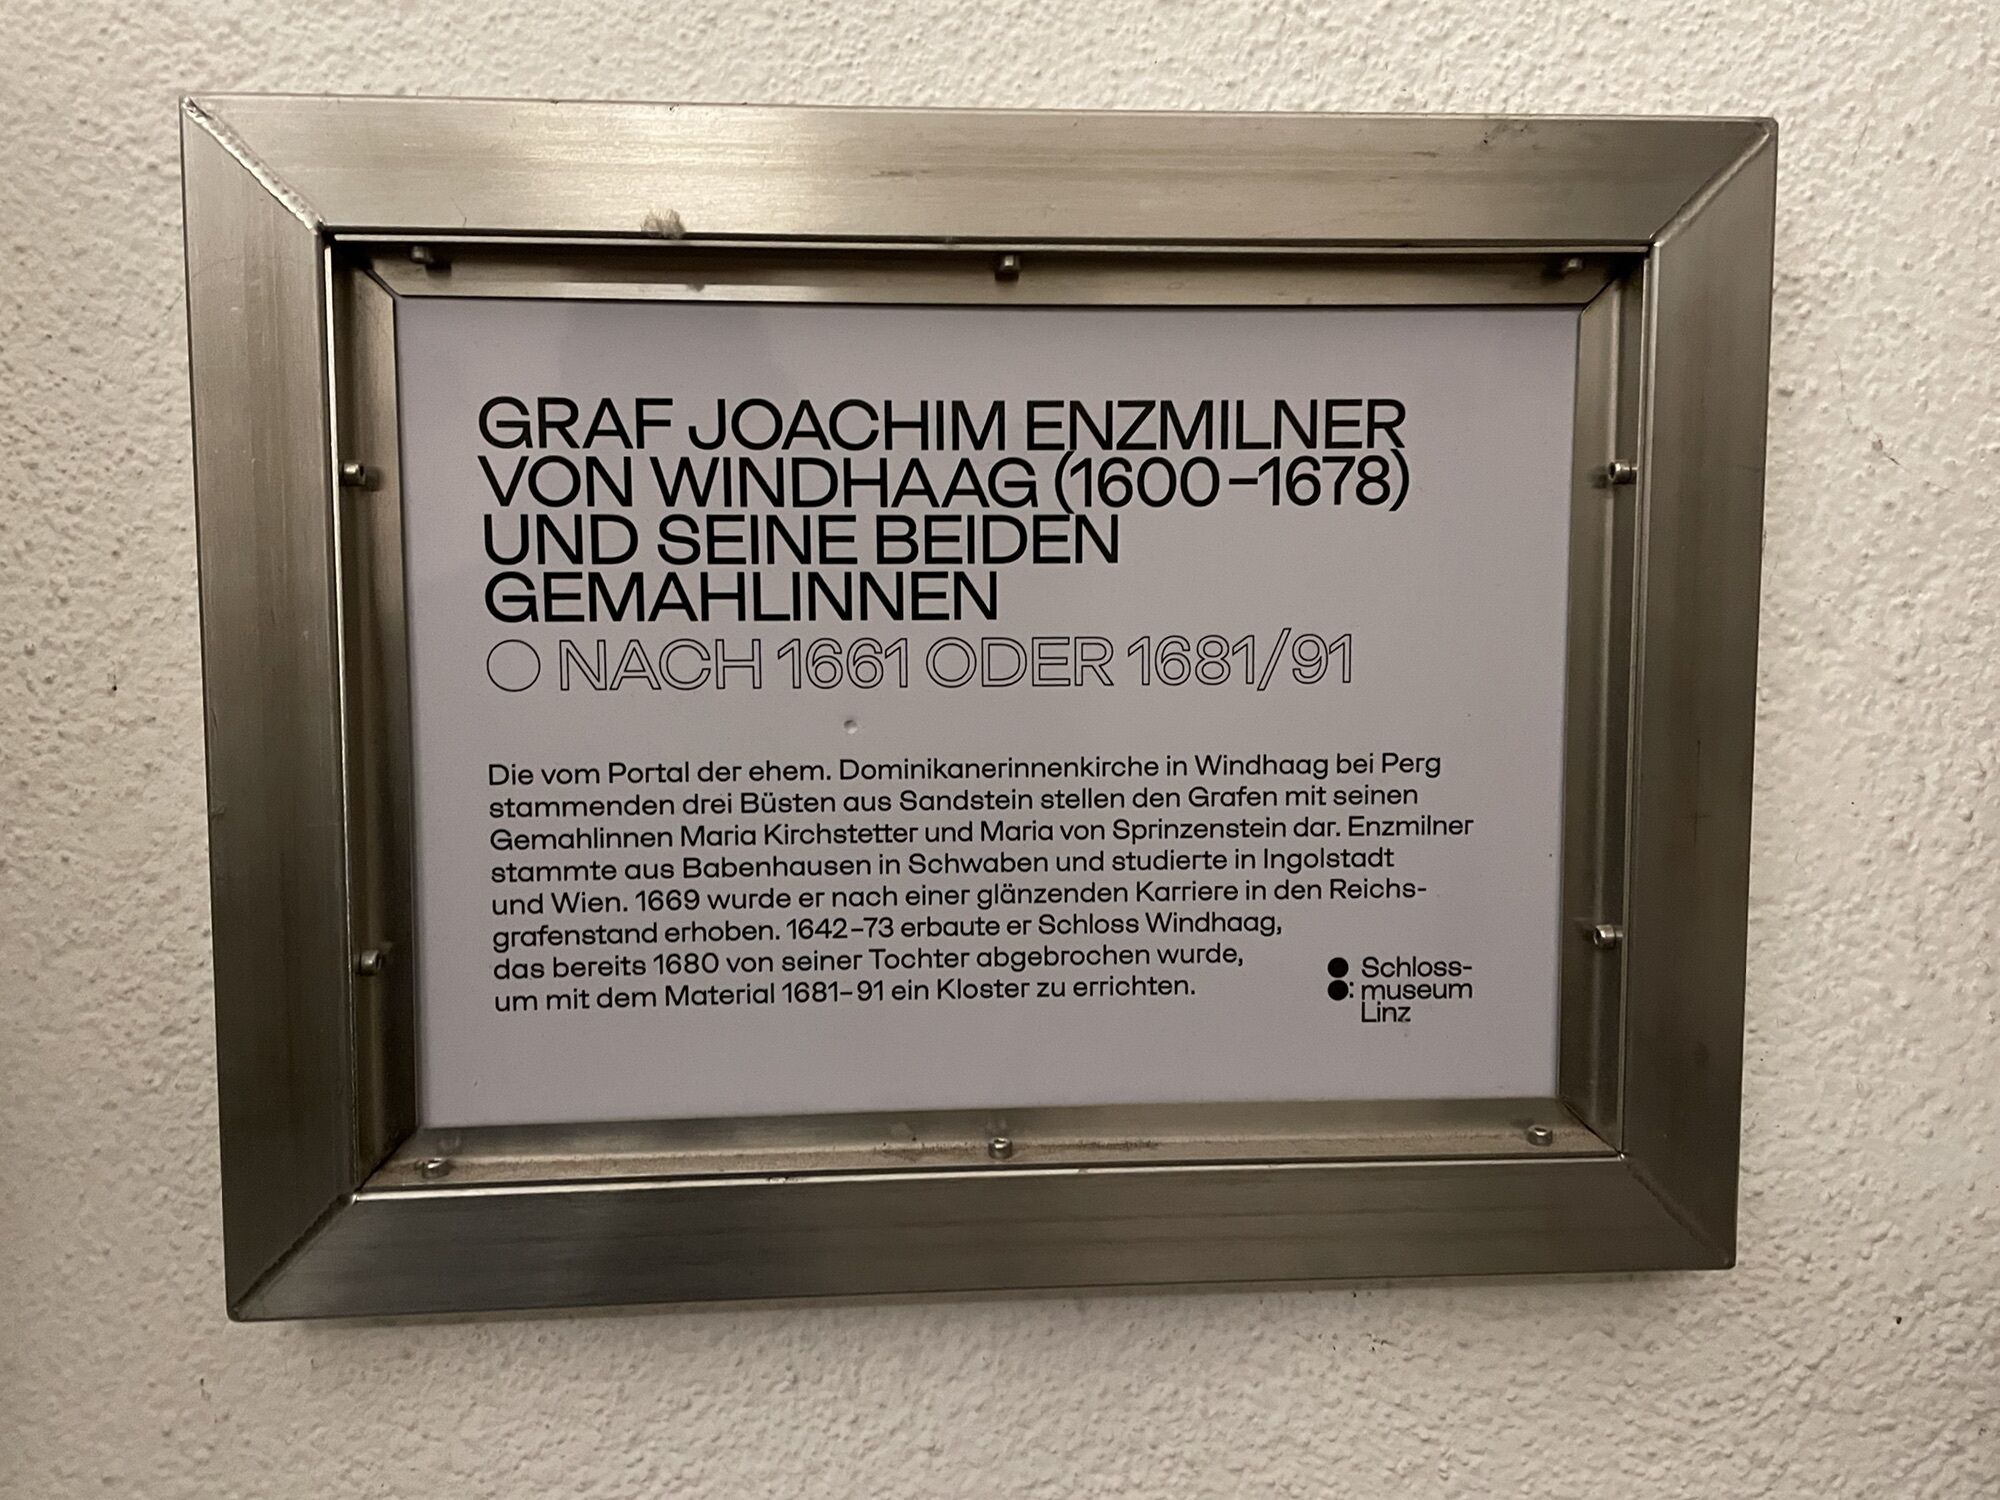 GRAF JOACHIM ENZMILNER
VON WINDHAAG (1600–1678)
UND SEINE BEIDEN
GEMAHLINNEN
○ NACH 1661 ODER 1681/91
Die vom Portal der ehem. Dominikanerinnenkirche in Windhaag bei Perg
stammenden drei Büsten aus Sandstein stellen den Grafen mit seinen
Gemahlinnen Maria Kirchstetter und Maria von Sprinzenstein dar. Enzmilner
stammte aus Babenhausen in Schwaben und studierte in Ingolstadt
und Wien. 1669 wurde er nach einer glänzenden Karriere in den Reichs-
grafenstand erhoben. 1642–73 erbaute er Schloss Windhaag,
das bereits 1680 von seiner Tochter abgebrochen wurde,
um mit dem Material 1681–91 ein Kloster zu errichten.
Schloss-
museum
Linz